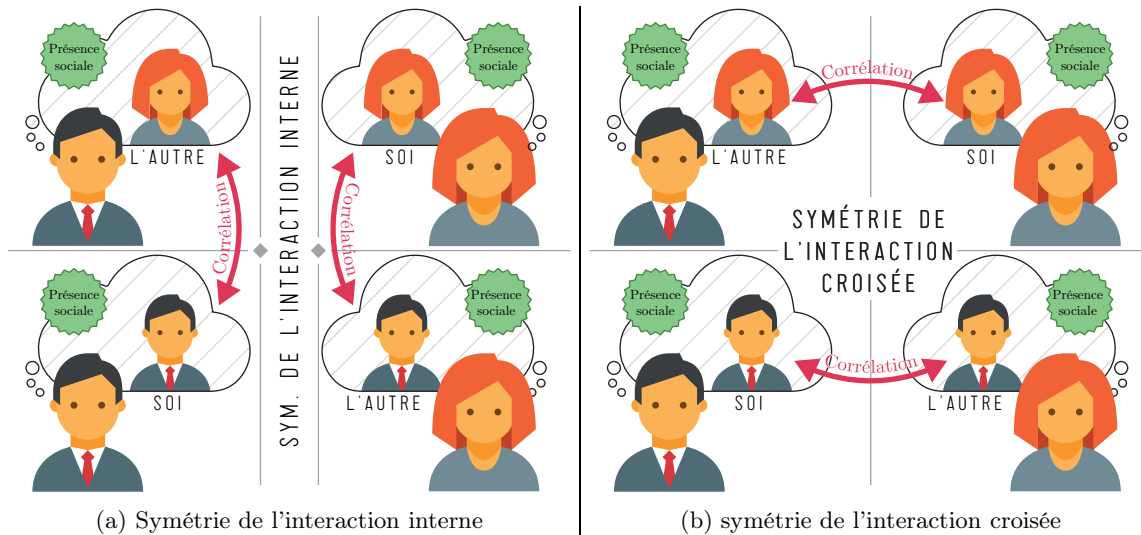 Présence
sociale
L'AUTRE
Corrélation
Présence
sociale
SOI
SYM. DE L'INTERACTION INTERNE
Présence
sociale
SOI
Corrélation
Présence
sociale
L'AUTRE
(a) Symétrie de l'interaction interne
Présence
sociale
L'AUTRE
Corrélation
Présence
sociale
SOI
SYMÉTRIE DE
L'INTERACTION
CROISÉE
Présence
sociale
SOI
Corrélation
Présence
sociale
L'AUTRE
(b) symétrie de l'interaction croisée